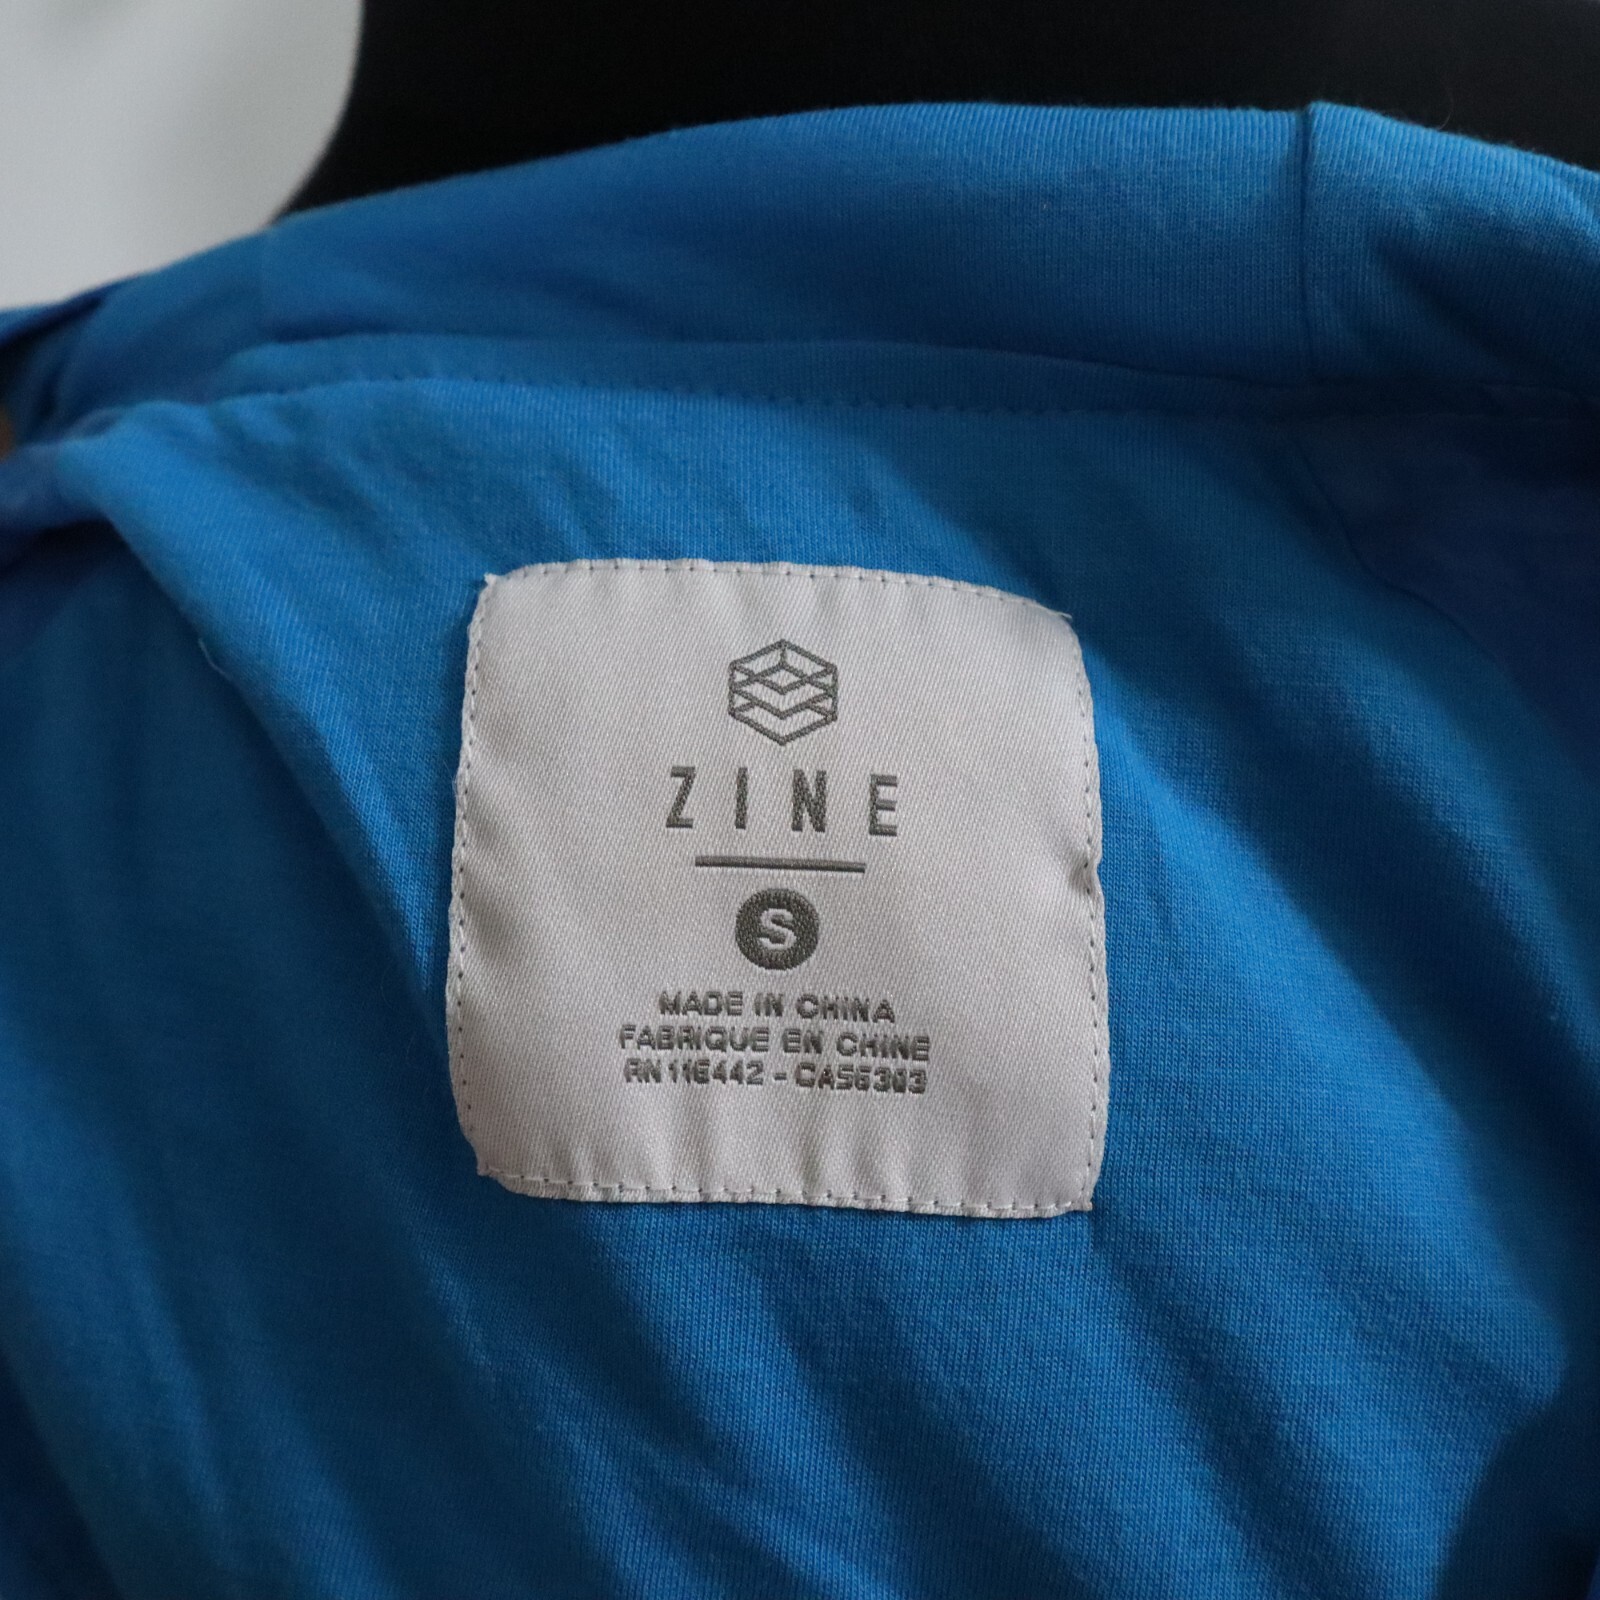 ZINE
S
MADE IN CHINA
FABRIQUE EN CHINE
RN 116442 - CA56303